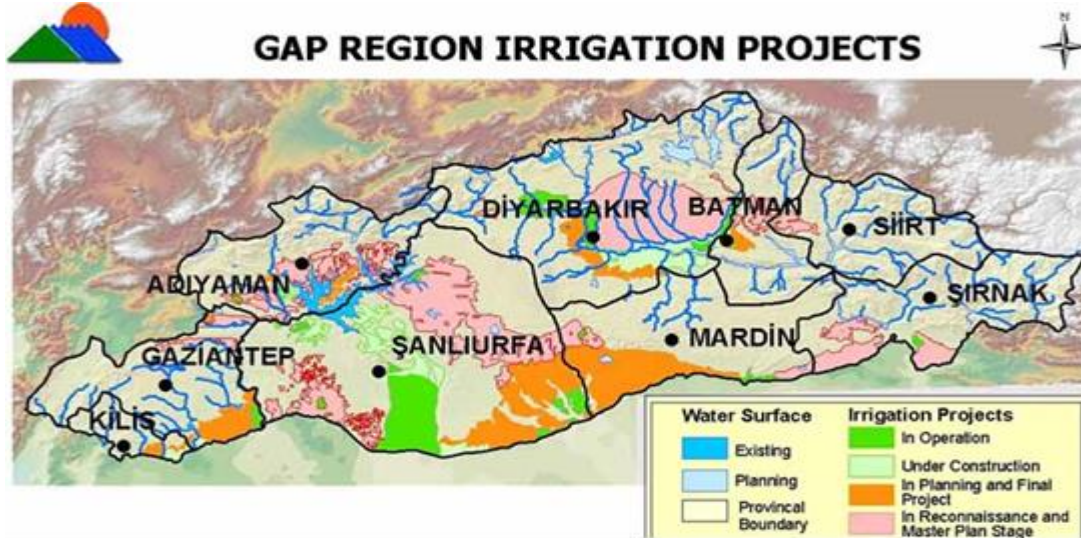 N
GAP REGION IRRIGATION PROJECTS
DİYARBAKIR
BATMAN
SİİRT
ADIYAMAN
ŞIRNAK
MARDİN
ŞANLIURFA
GAZİANTEP
KİLİS
Water Surface
Existing
Planning
Provincal
Boundary
Irrigation Projects
In Operation
Under Construction
In Planning and Final
Project
In Reconnaissance and
Master Plan Stage